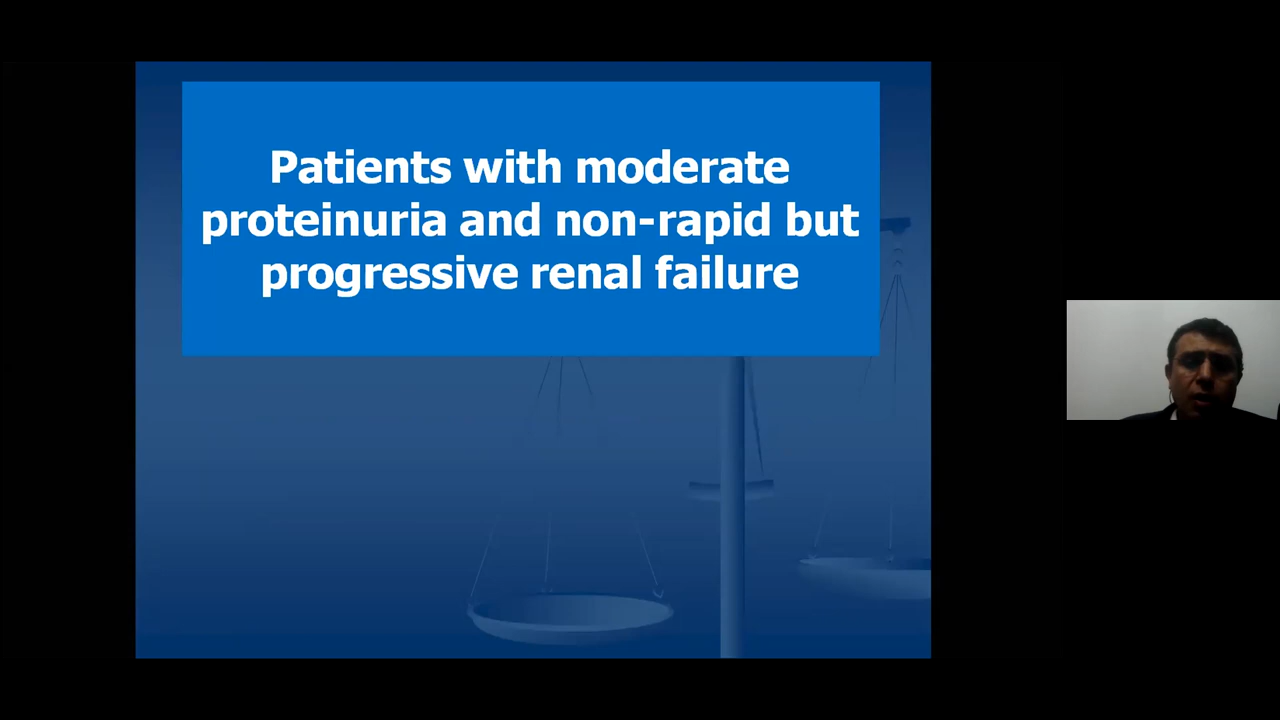 Patients with moderate
proteinuria and non-rapid but
progressive renal failure